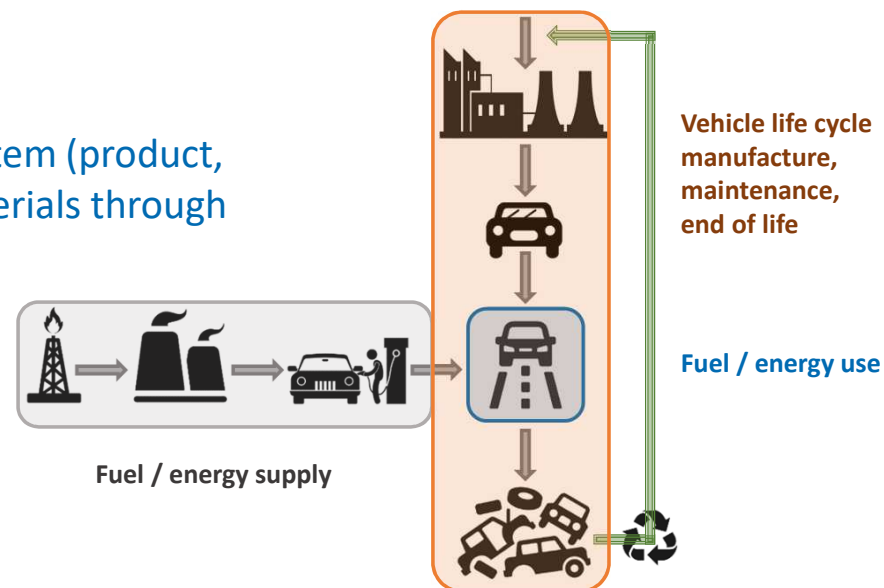 tem (product,
erials through
Vehicle life cycle
manufacture,
maintenance,
end of life
Fuel / energy use
Fuel / energy supply